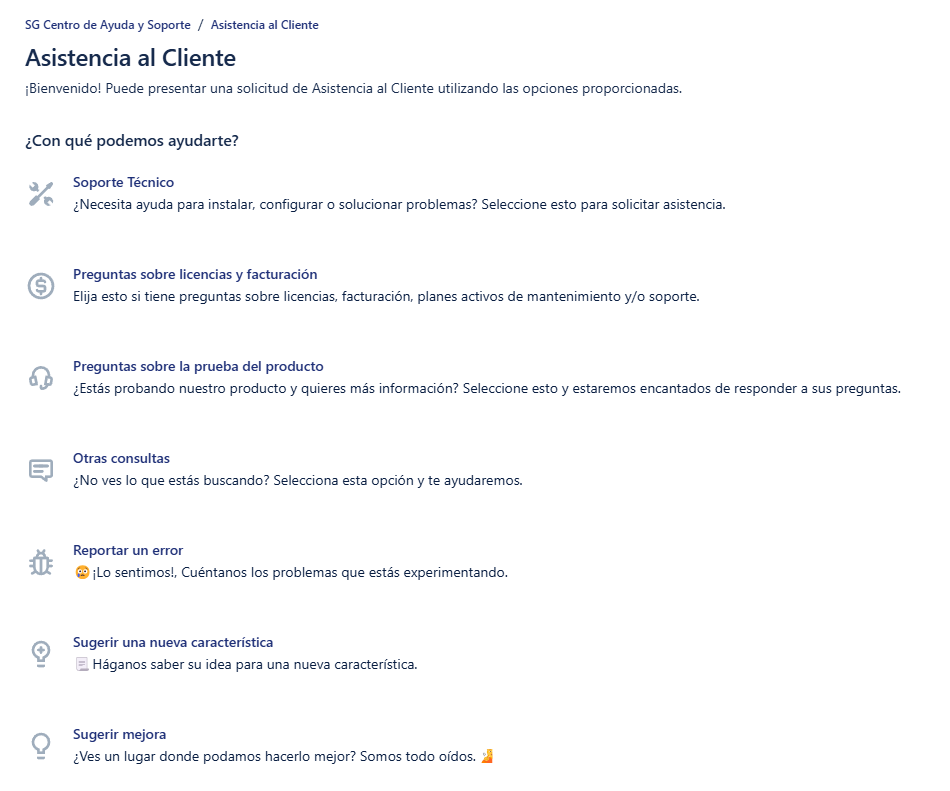 SG Centro de Ayuda y Soporte / Asistencia al Cliente
Asistencia al Cliente
¡Bienvenido! Puede presentar una solicitud de Asistencia al Cliente utilizando las opciones proporcionadas.
¿Con qué podemos ayudarte?
Soporte Técnico
¿Necesita ayuda para instalar, configurar o solucionar problemas? Seleccione esto para solicitar asistencia.
Preguntas sobre licencias y facturación
Elija esto si tiene preguntas sobre licencias, facturación, planes activos de mantenimiento y/o soporte.
Preguntas sobre la prueba del producto
¿Estás probando nuestro producto y quieres más información? Seleccione esto y estaremos encantados de responder a sus preguntas.
Otras consultas
¿No ves lo que estás buscando? Selecciona esta opción y te ayudaremos.
Reportar un error
😰¡Lo sentimos!, Cuéntanos los problemas que estás experimentando.
Sugerir una nueva característica
📃Háganos saber su idea para una nueva característica.
Sugerir mejora
¿Ves un lugar donde podamos hacerlo mejor? Somos todo oídos. 🤌